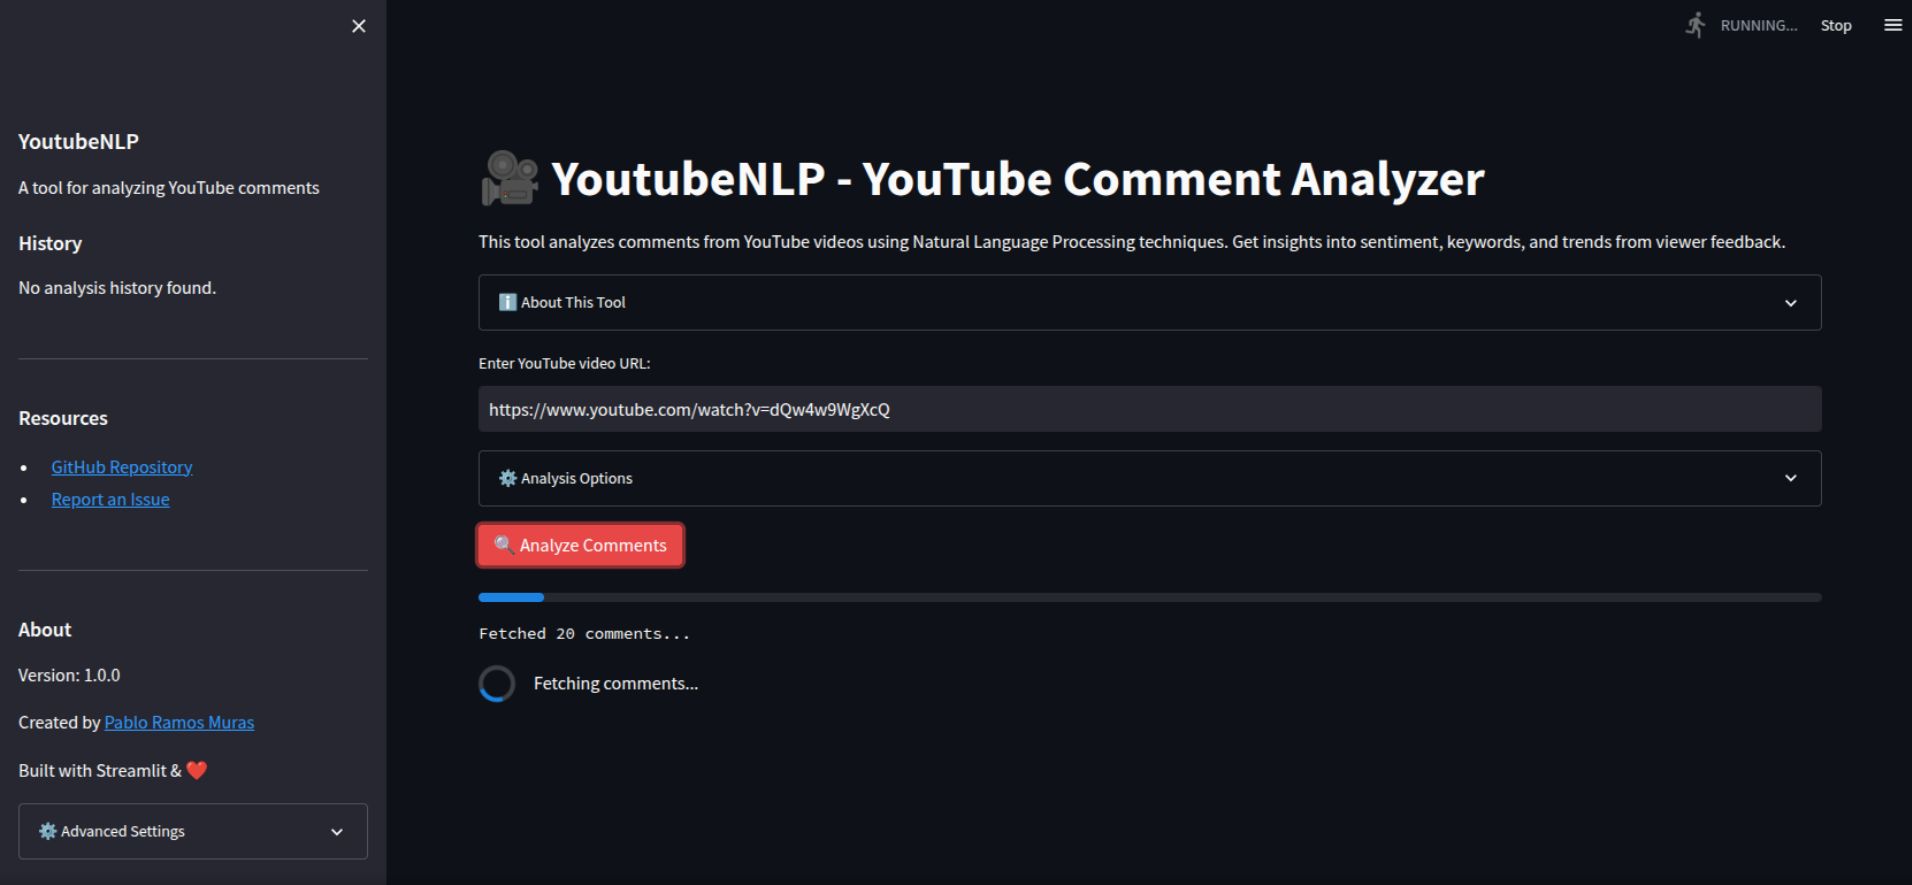 YoutubeNLP
A tool for analyzing YouTube comments
History
No analysis history found.
Resources
• GitHub Repository
• Report an Issue
About
Version: 1.0.0
Created by Pablo Ramos Muras
Built with Streamlit & ❤️
⚙️ Advanced Settings
RUNNING... Stop
🎥 YoutubeNLP - YouTube Comment Analyzer
This tool analyzes comments from YouTube videos using Natural Language Processing techniques. Get insights into sentiment, keywords, and trends from viewer feedback.
ℹ️ About This Tool
Enter YouTube video URL:
https://www.youtube.com/watch?v=dQw4w9WgXcQ
⚙️ Analysis Options
🔍 Analyze Comments
Fetched 20 comments...
Fetching comments...